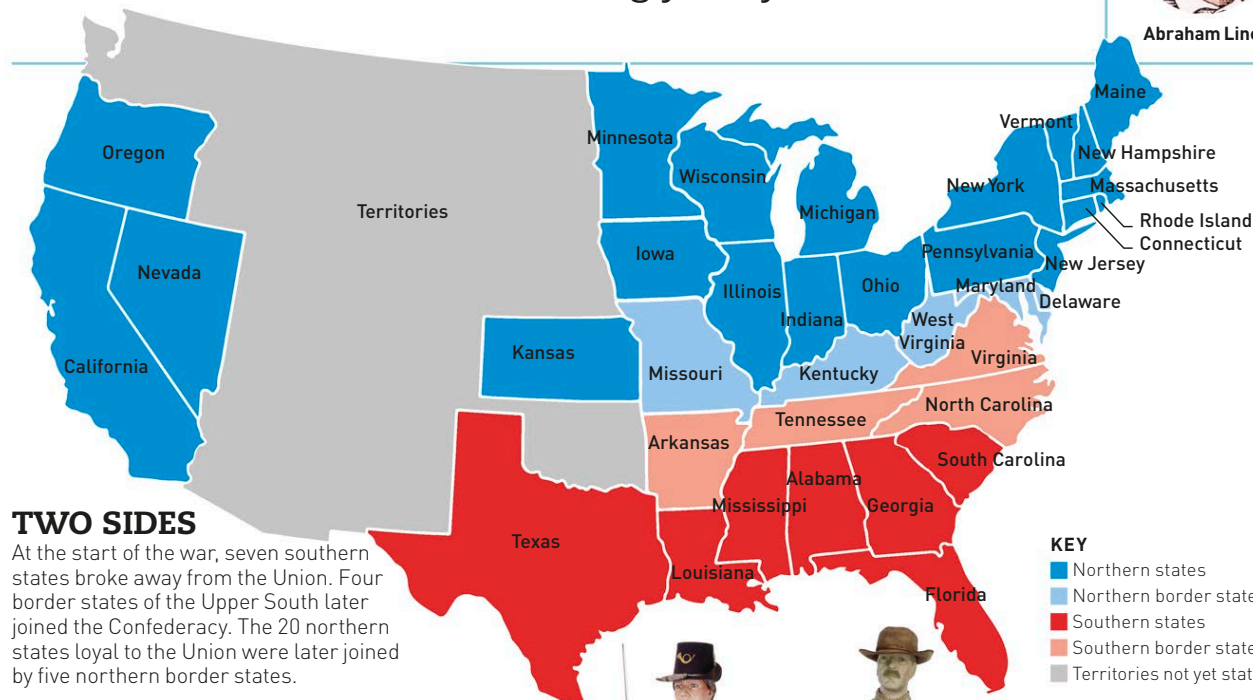 Abraham
Maine
Vermont
Minnesota
Oregon
New Hampshire
Wisconsin
New York
Massachusetts
Territories
Michigan
Rhode Island
Connecticut
Pennsylvania
Iowa
New Jersey
Nevada
Ohio
Maryland
Illinois
Delaware
Indiana
West
Virginia
Kansas
Virginia
California
Missouri
Kentucky
North Carolina
Tennessee
Arkansas
South Carolina
Alabama
Mississippi
Georgia
Texas
Louisiana
Florida
TWO SIDES
At the start of the war, seven southern
states broke away from the Union. Four
border states of the Upper South later
joined the Confederacy. The 20 northern
states loyal to the Union were later joined
by five northern border states.
KEY
Northern states
Northern border
Southern states
Southern border
Territories not yet